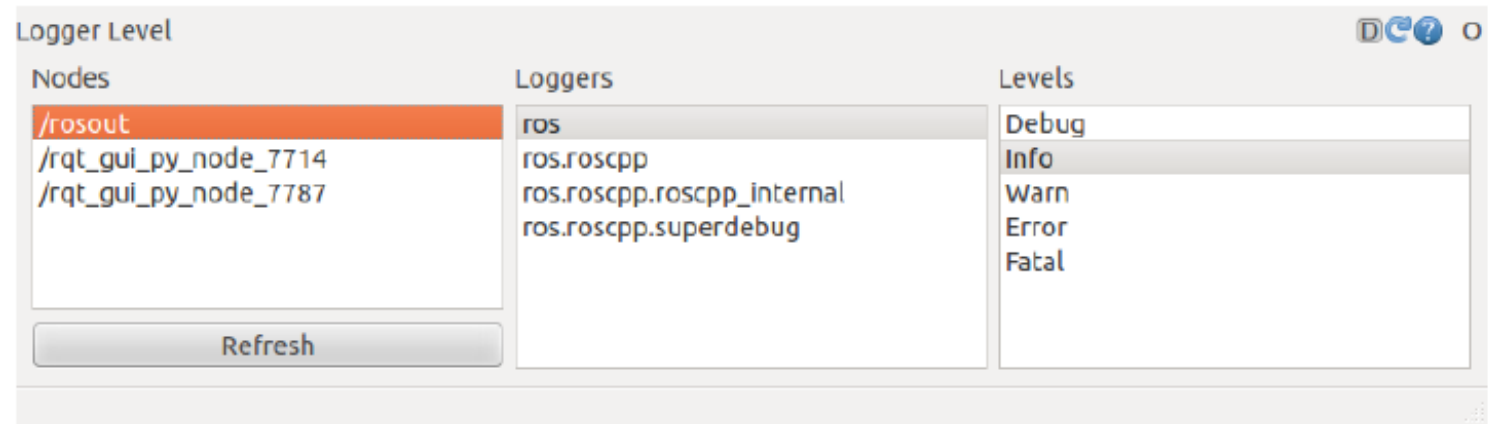 Logger Level
D ? O
Nodes
/rosout
/rqt_gui_py_node_7714
/rqt_gui_py_node_7787
Refresh
Loggers
ros
ros.roscpp
ros.roscpp.roscpp_internal
ros.roscpp.superdebug
Levels
Debug
Info
Warn
Error
Fatal